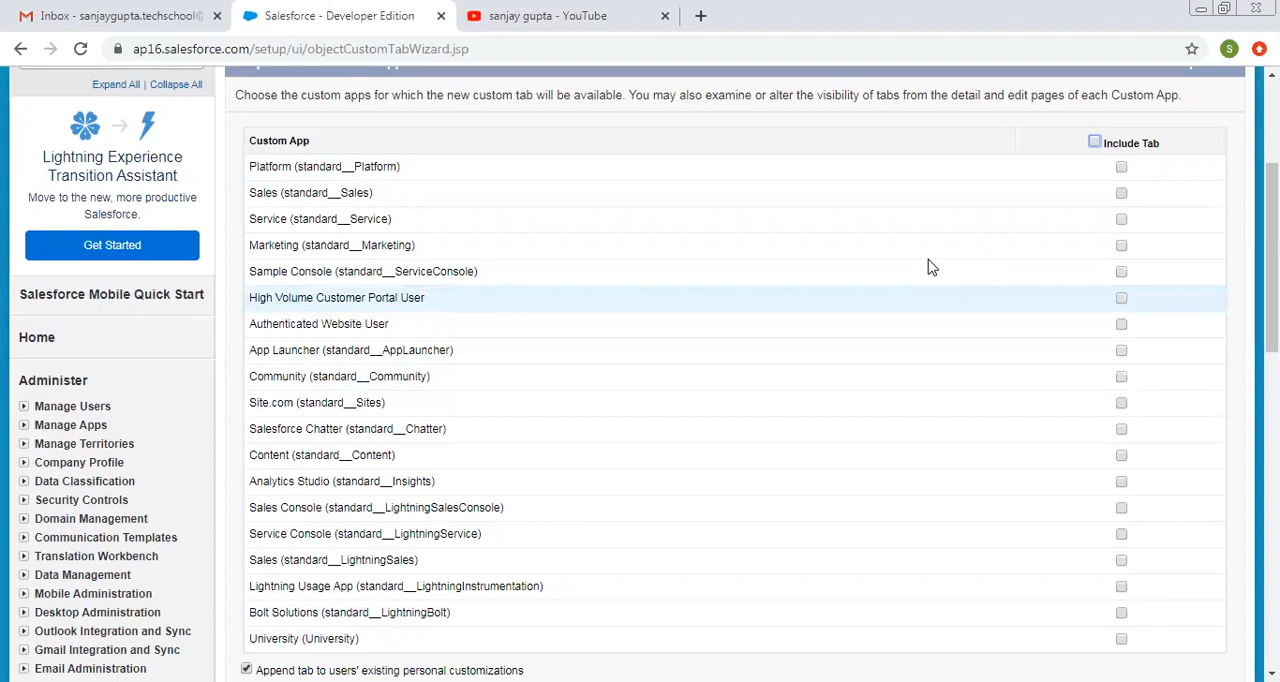 Inbox - sanjaygupta.techschool@
Salesforce - Developer Edition
sanjay gupta - YouTube
ap16.salesforce.com/setup/ui/objectCustomTabWizard.jsp
S
Expand All | Collapse All
Lightning Experience
Transition Assistant
Move to the new, more productive
Salesforce.
Get Started
Salesforce Mobile Quick Start
Home
Administer
Manage Users
Manage Apps
Manage Territories
Company Profile
Data Classification
Security Controls
Domain Management
Communication Templates
Translation Workbench
Data Management
Mobile Administration
Desktop Administration
Outlook Integration and Sync
Gmail Integration and Sync
Email Administration
Choose the custom apps for which the new custom tab will be available. You may also examine or alter the visibility of tabs from the detail and edit pages of each Custom App.
Custom App
Include Tab
Platform (standard__Platform)
Sales (standard__Sales)
Service (standard__Service)
Marketing (standard__Marketing)
Sample Console (standard__ServiceConsole)
High Volume Customer Portal User
Authenticated Website User
App Launcher (standard__AppLauncher)
Community (standard__Community)
Site.com (standard__Sites)
Salesforce Chatter (standard__Chatter)
Content (standard__Content)
Analytics Studio (standard__Insights)
Sales Console (standard__LightningSalesConsole)
Service Console (standard__LightningService)
Sales (standard__LightningSales)
Lightning Usage App (standard__LightningInstrumentation)
Bolt Solutions (standard__LightningBolt)
University (University)
Append tab to users' existing personal customizations